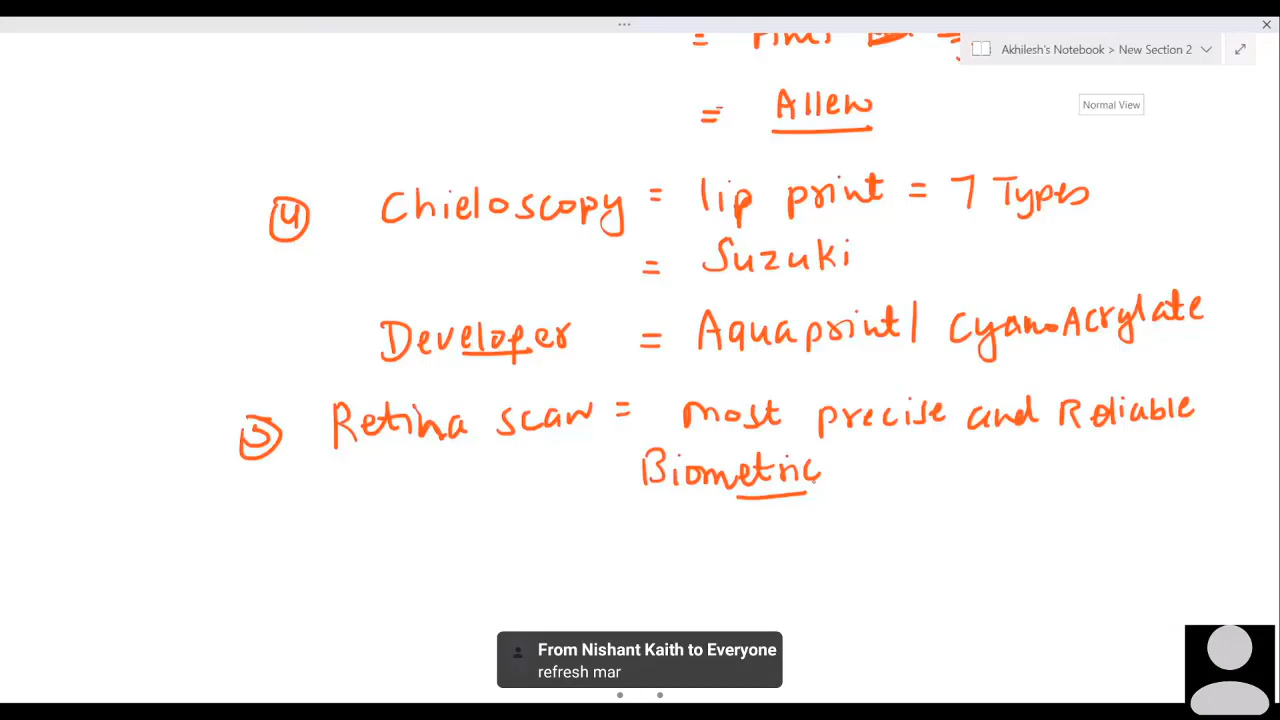 Akhilesh's Notebook > New Section 2
=
Normal View
= Allen
④ Chieloscopy = lip print = 7 Types
= Suzuki
Developer = Aquaprint | CyanoAcrylate
Retina scan = most precise and Reliable
Biometric
From Nishant Kaith to Everyone
refresh mar